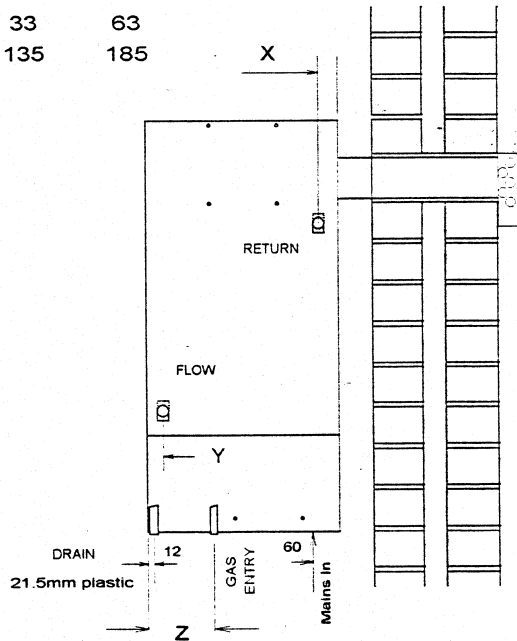 33 63
135 185
X
RETURN
FLOW
Y
DRAIN
12
21.5mm plastic
GAS
ENTRY
60
Mains In
Z